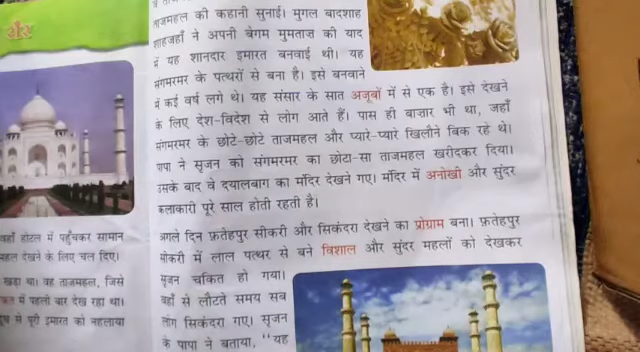 सैर
ताजमहल की कहानी सुनाई। मुगल बादशाह
शाहजहाँ ने अपनी बेगम मुमताज़ की याद
में यह शानदार इमारत बनवाई थी। यह
संगमरमर के पत्थरों से बना है। इसे बनवाने
में कई वर्ष लगे थे। यह संसार के सात अजूबों में से एक है। इसे देखने
के लिए देश-विदेश से लोग आते हैं। पास ही बाज़ार भी था, जहाँ
संगमरमर के छोटे-छोटे ताजमहल और प्यारे-प्यारे खिलौने बिक रहे थे।
पापा ने सृजन को संगमरमर का छोटा-सा ताजमहल खरीदकर दिया।
उसके बाद वे दयालबाग का मंदिर देखने गए। मंदिर में अनोखी और सुंदर
कलाकारी पूरे साल होती रहती है।
अगले दिन फ़तेहपुर सीकरी और सिकंदरा देखने का प्रोग्राम बना। फ़तेहपुर
सीकरी में लाल पत्थर से बने विशाल और सुंदर महलों को देखकर
सृजन चकित हो गया।
वहाँ से लौटते समय सब
लोग सिकंदरा गए। सृजन
के पापा ने बताया, "यह
वहाँ होटल में पहुँचकर सामान
महल देखने के लिए चल दिए।
खड़ा था। वह ताजमहल, जिसे
में पहली बार देख रहा था।
से पूरी इमारत को नहलाया